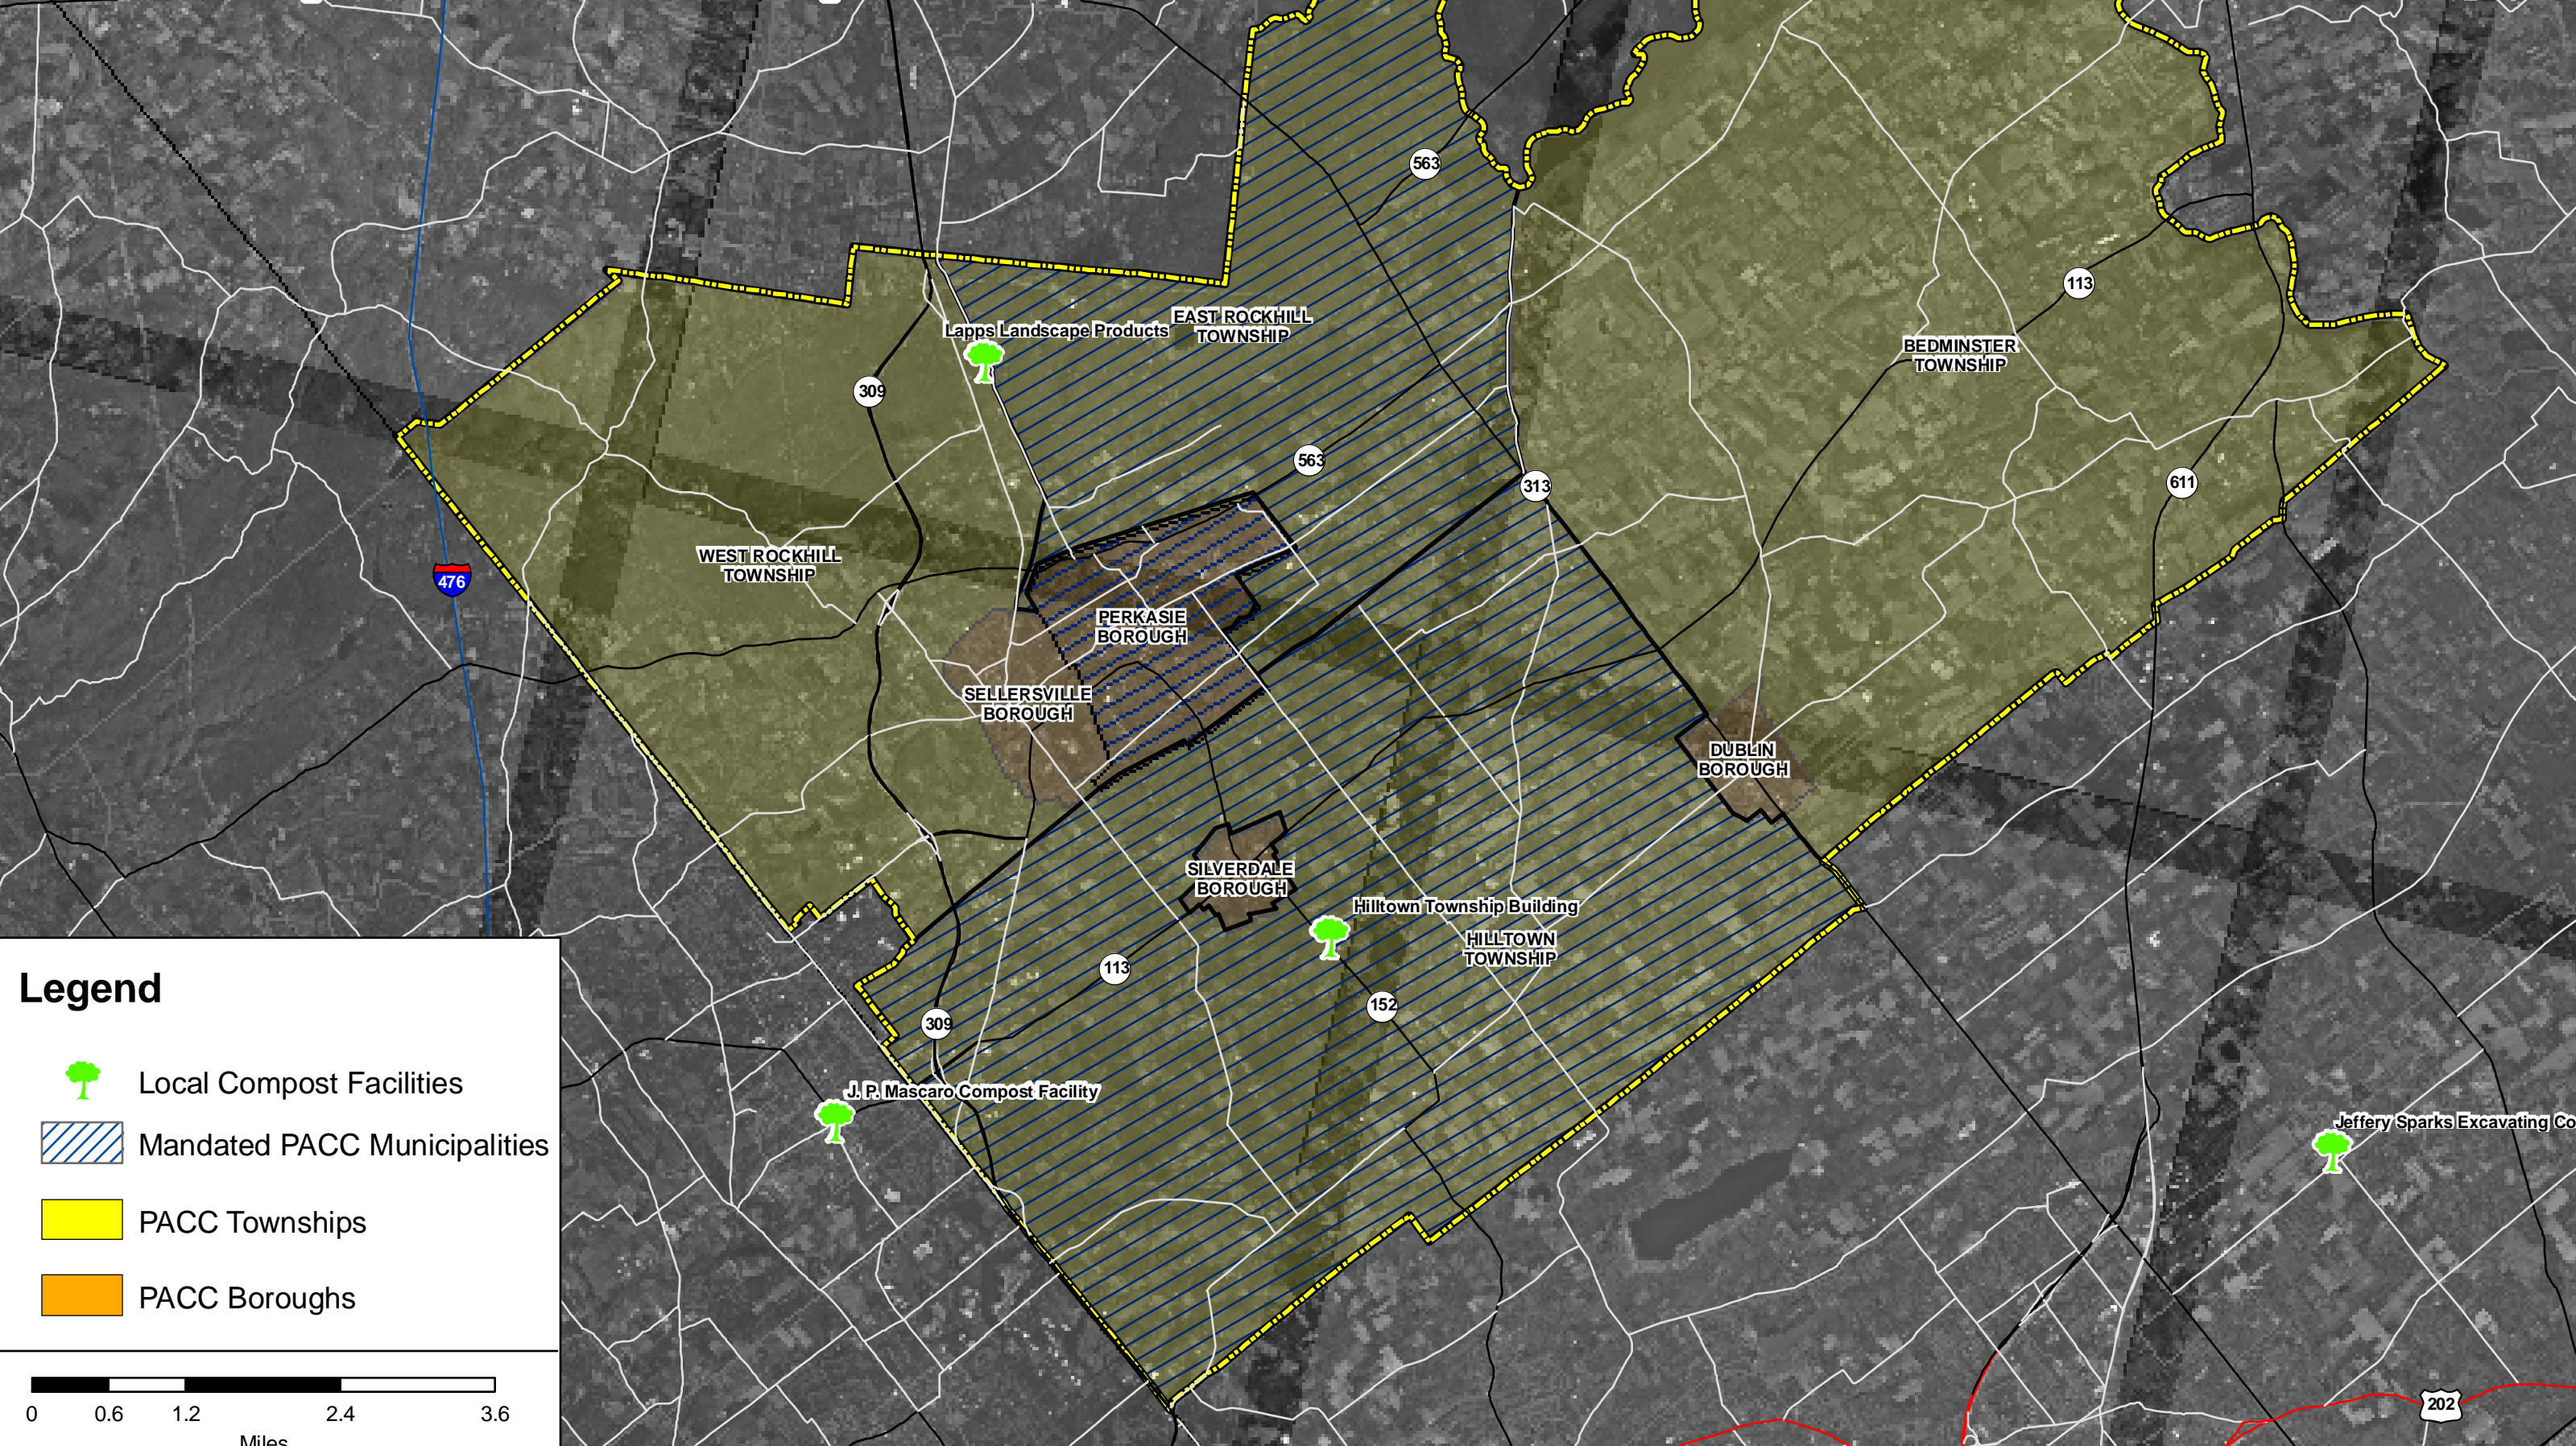 563
113
EAST ROCKHILL
TOWNSHIP
Lapps Landscape Products
BEDMINSTER
TOWNSHIP
309
563
313
611
WEST ROCKHILL
TOWNSHIP
476
PERKASIE
BOROUGH
SELLERSVILLE
BOROUGH
DUBLIN
BOROUGH
SILVERDALE
BOROUGH
Hilltown Township Building
HILLTOWN
TOWNSHIP
113
152
309
J. P. Mascaro Compost Facility
Jeffery Sparks Excavating Co
202
Legend
Local Compost Facilities
Mandated PACC Municipalities
PACC Townships
PACC Boroughs
0 0.6 1.2 2.4 3.6
Miles